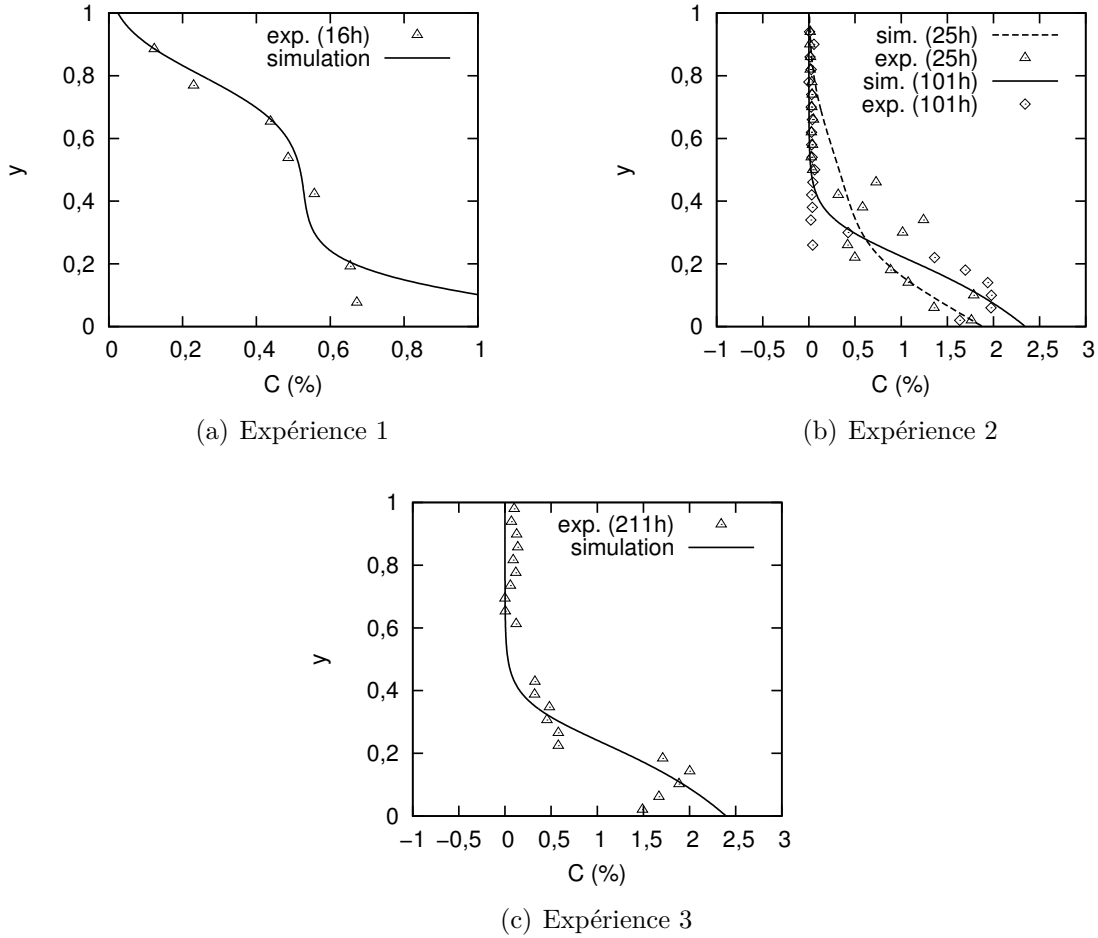 exp. (16h)
simulation
y
1
0,8
0,6
0,4
0,2
0
0 0,2 0,4 0,6 0,8 1
C (%)
(a) Expérience 1
sim. (25h)
exp. (25h)
sim. (101h)
exp. (101h)
y
1
0,8
0,6
0,4
0,2
0
−1 −0,5 0 0,5 1 1,5 2 2,5 3
C (%)
(b) Expérience 2
exp. (211h)
simulation
y
1
0,8
0,6
0,4
0,2
0
−1 −0,5 0 0,5 1 1,5 2 2,5 3
C (%)
(c) Expérience 3